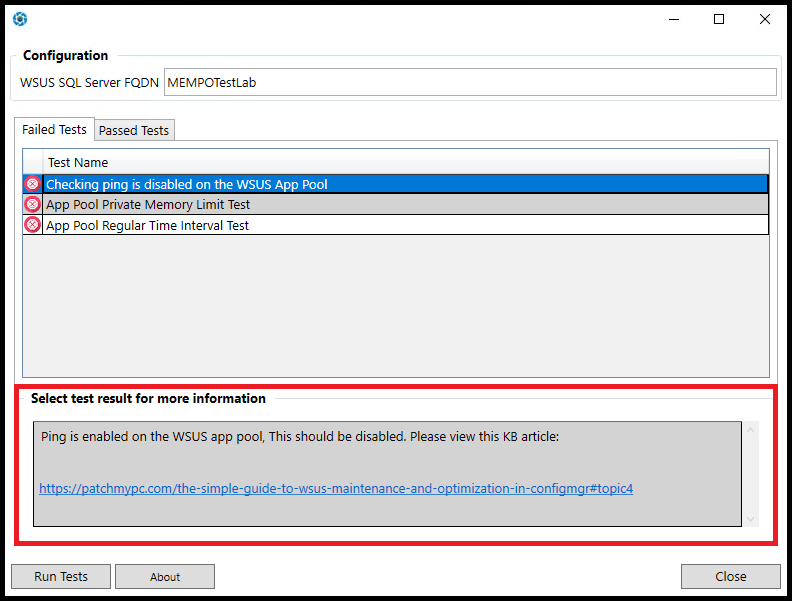 Configuration
WSUS SQL Server FQDN MEMPOTestLab
Failed Tests Passed Tests
Test Name
Checking ping is disabled on the WSUS App Pool
App Pool Private Memory Limit Test
App Pool Regular Time Interval Test
Select test result for more information
Ping is enabled on the WSUS app pool, This should be disabled. Please view this KB article:
https://patchmypc.com/the-simple-guide-to-wsus-maintenance-and-optimization-in-configmgr#topic4
Run Tests About Close